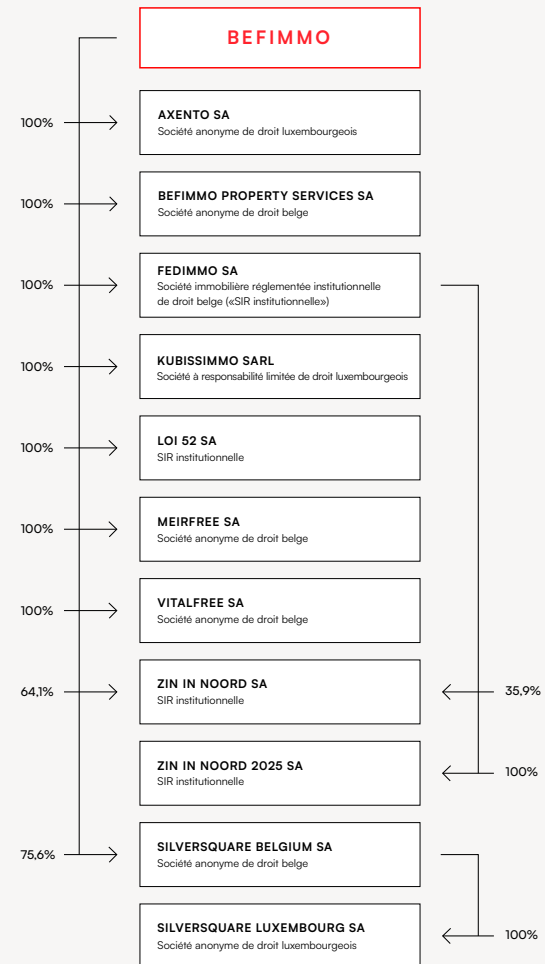 BEFIMMO
AXENTO SA
100%
Société anonyme de droit luxembourgeois
BEFIMMO PROPERTY SERVICES SA
100%
Société anonyme de droit belge
FEDIMMO SA
100%
Société immobilière réglementée institutionnelle
de droit belge («SIR institutionnelle»)
KUBISSIMMO SARL
100%
Société à responsabilité limitée de droit luxembourgeois
LOI 52 SA
100%
SIR institutionnelle
MEIRFREE SA
100%
Société anonyme de droit belge
VITALFREE SA
100%
Société anonyme de droit belge
ZIN IN NOORD SA
64,1%
35,9%
SIR institutionnelle
ZIN IN NOORD 2025 SA
100%
SIR institutionnelle
SILVERSQUARE BELGIUM SA
75,6%
Société anonyme de droit belge
SILVERSQUARE LUXEMBOURG SA
100%
Société anonyme de droit luxembourgeois